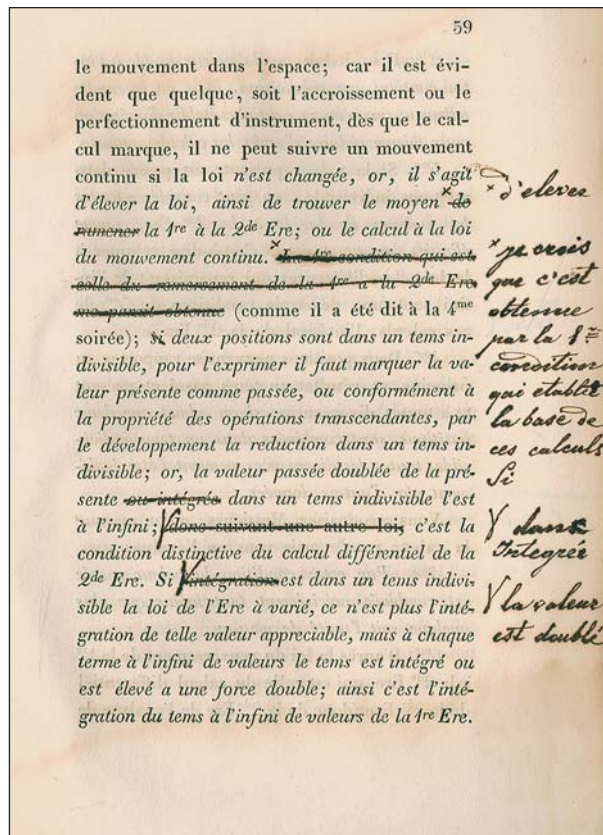 59
le mouvement dans l'espace; car il est évi-
dent que quelque, soit l'accroissement ou le
perfectionnement d'instrument, dès que le cal-
cul marque, il ne peut suivre un mouvement
continu si la loi n'est changée, or, il s'agit
d'élever la loi, ainsi de trouver le moyen × de
ramener la 1re à la 2de Ere; ou le calcul à la loi
du mouvement continu. × La 1re condition qui est
celle du renversement de la 1re a la 2de Ere
me parait obtenue (comme il a été dit à la 4me
soirée); si deux positions sont dans un tems in-
divisible, pour l'exprimer il faut marquer la va-
leur présente comme passée, ou conformément à
la propriété des opérations transcendantes, par
le développement la reduction dans un tems in-
divisible; or, la valeur passée doublée de la pré-
sente ou intégrée dans un tems indivisible l'est
à l'infini; donc suivant une autre loi, c'est la
condition distinctive du calcul différentiel de la
2de Ere. Si l'intégration est dans un tems indivi-
sible la loi de l'Ere à varié, ce n'est plus l'inté-
gration de telle valeur appreciable, mais à chaque
terme à l'infini de valeurs le tems est intégré ou
est élevé a une force double; ainsi c'est l'inté-
gration du tems à l'infini de valeurs de la 1re Ere.
× d'elever
× je crois
que c'est
obtenue
par la 1re
condition
qui etablit
la base de
ces calculs
Si
dans
Integrée
la valeur
est doublé